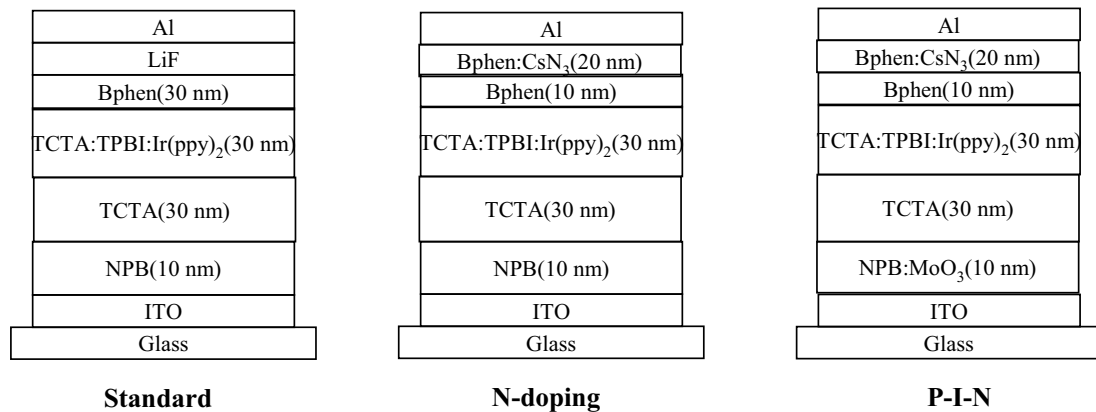 Al
LiF
Bphen(30 nm)
TCTA:TPBI:Ir(ppy)₂(30 nm)
TCTA(30 nm)
NPB(10 nm)
ITO
Glass
Standard
Al
Bphen:CsN₃(20 nm)
Bphen(10 nm)
TCTA:TPBI:Ir(ppy)₂(30 nm)
TCTA(30 nm)
NPB(10 nm)
ITO
Glass
N-doping
Al
Bphen:CsN₃(20 nm)
Bphen(10 nm)
TCTA:TPBI:Ir(ppy)₂(30 nm)
TCTA(30 nm)
NPB:MoO₃(10 nm)
ITO
Glass
P-I-N